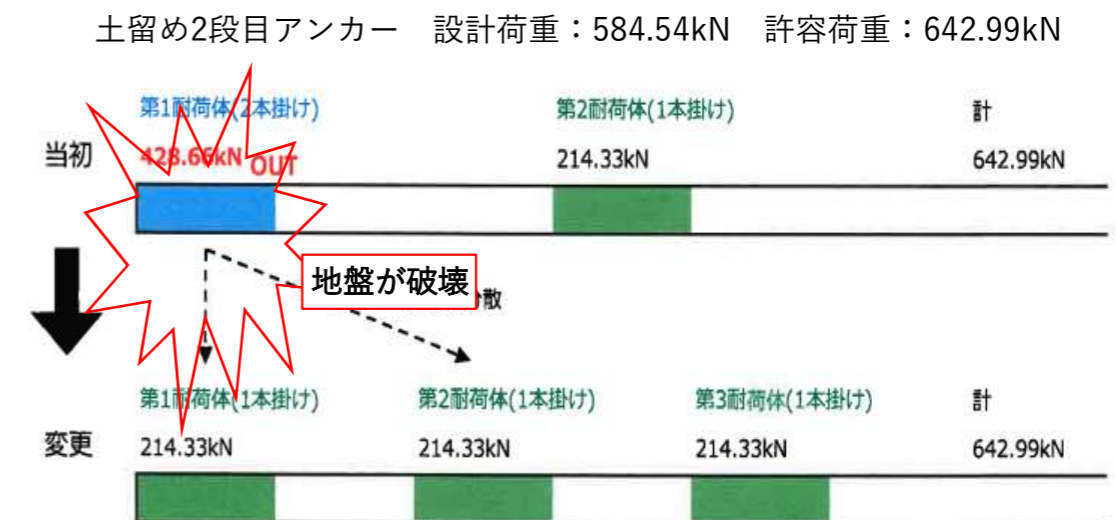 土留め2段目アンカー 設計荷重：584.54kN 許容荷重：642.99kN
第1耐荷体(2本掛け) 第2耐荷体(1本掛け) 計
当初 428.66kN OUT 214.33kN 642.99kN
地盤が破壊
散
第1耐荷体(1本掛け) 第2耐荷体(1本掛け) 第3耐荷体(1本掛け) 計
変更 214.33kN 214.33kN 214.33kN 642.99kN